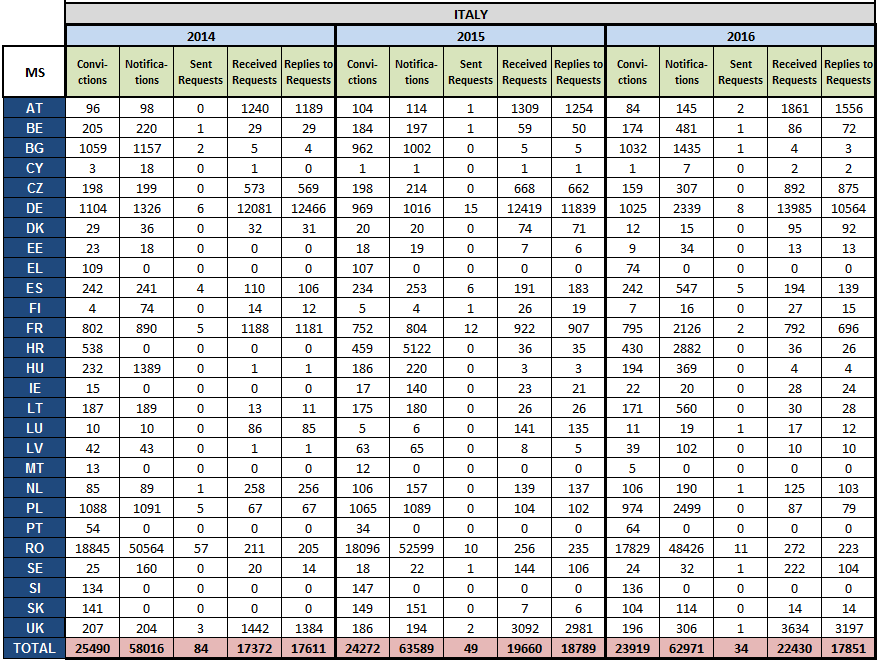 ITALY
2014 2015 2016
MS Convi-ctions Notifica-tions Sent Requests Received Requests Replies to Requests Convi-ctions Notifica-tions Sent Requests Received Requests Replies to Requests Convi-ctions Notifica-tions Sent Requests Received Requests Replies to Requests
AT 96 98 0 1240 1189 104 114 1 1309 1254 84 145 2 1861 1556
BE 205 220 1 29 29 184 197 1 59 50 174 481 1 86 72
BG 1059 1157 2 5 4 962 1002 0 5 5 1032 1435 1 4 3
CY 3 18 0 1 0 1 1 0 1 1 1 7 0 2 2
CZ 198 199 0 573 569 198 214 0 668 662 159 307 0 892 875
DE 1104 1326 6 12081 12466 969 1016 15 12419 11839 1025 2339 8 13985 10564
DK 29 36 0 32 31 20 20 0 74 71 12 15 0 95 92
EE 23 18 0 0 0 18 19 0 7 6 9 34 0 13 13
EL 109 0 0 0 0 107 0 0 0 0 74 0 0 0 0
ES 242 241 4 110 106 234 253 6 191 183 242 547 5 194 139
FI 4 74 0 14 12 5 4 1 26 19 7 16 0 27 15
FR 802 890 5 1188 1181 752 804 12 922 907 795 2126 2 792 696
HR 538 0 0 0 0 459 5122 0 36 35 430 2882 0 36 26
HU 232 1389 0 1 1 186 220 0 3 3 194 369 0 4 4
IE 15 0 0 0 0 17 140 0 23 21 22 20 0 28 24
LT 187 189 0 13 11 175 180 0 26 26 171 560 0 30 28
LU 10 10 0 86 85 5 6 0 141 135 11 19 1 17 12
LV 42 43 0 1 1 63 65 0 8 5 39 102 0 10 10
MT 13 0 0 0 0 12 0 0 0 0 5 0 0 0 0
NL 85 89 1 258 256 106 157 0 139 137 106 190 1 125 103
PL 1088 1091 5 67 67 1065 1089 0 104 102 974 2499 0 87 79
PT 54 0 0 0 0 34 0 0 0 0 64 0 0 0 0
RO 18845 50564 57 211 205 18096 52599 10 256 235 17829 48426 11 272 223
SE 25 160 0 20 14 18 22 1 144 106 24 32 1 222 104
SI 134 0 0 0 0 147 0 0 0 0 136 0 0 0 0
SK 141 0 0 0 0 149 151 0 7 6 104 114 0 14 14
UK 207 204 3 1442 1384 186 194 2 3092 2981 196 306 1 3634 3197
TOTAL 25490 58016 84 17372 17611 24272 63589 49 19660 18789 23919 62971 34 22430 17851